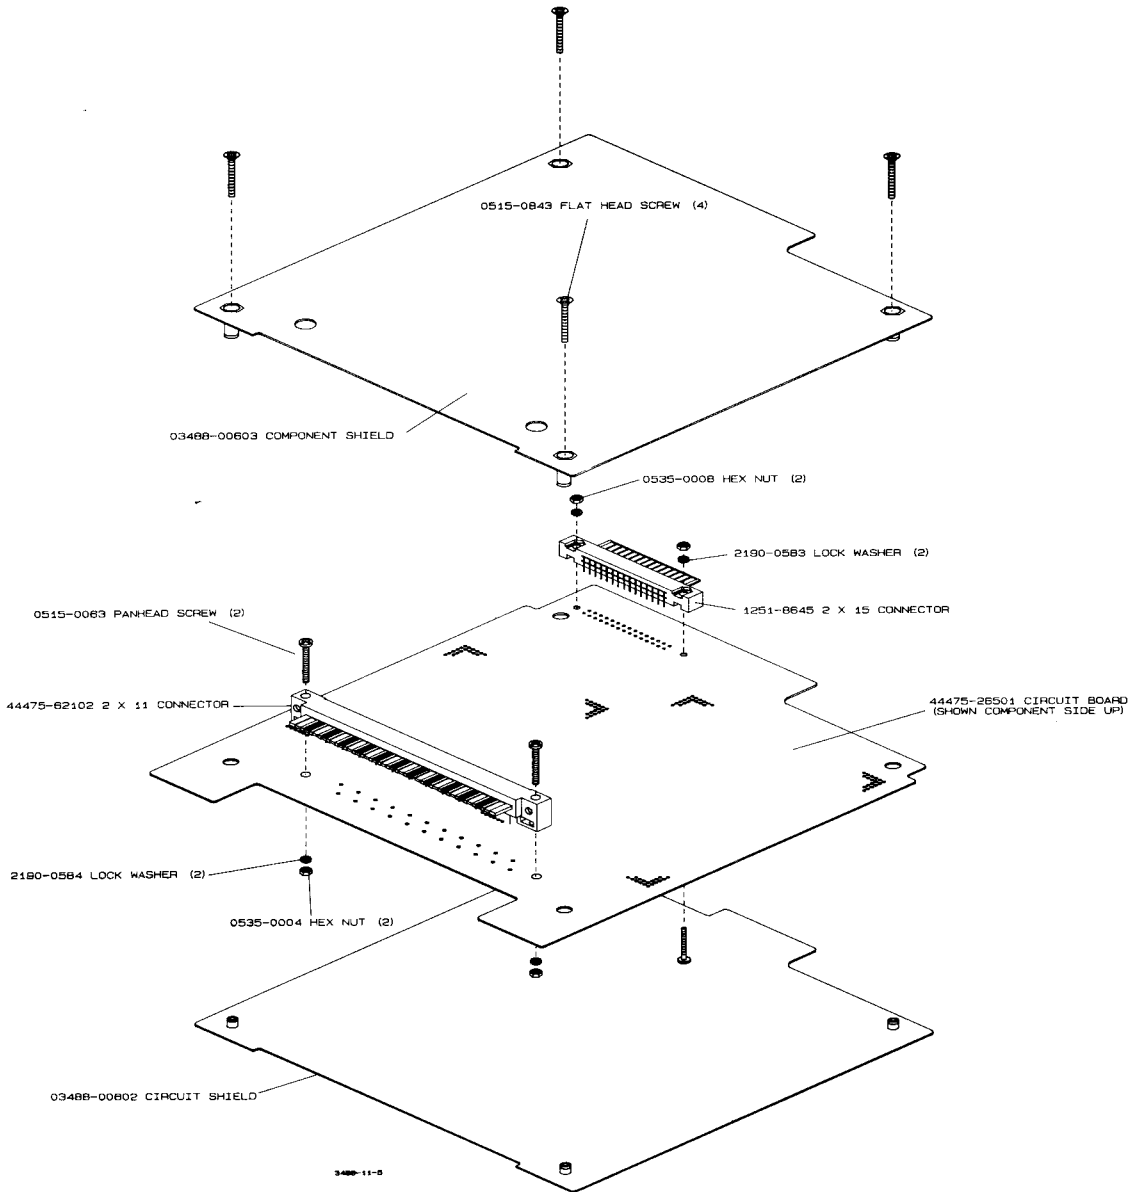 0515-0843 FLAT HEAD SCREW (4)
03488-00603 COMPONENT SHIELD
0535-0008 HEX NUT (2)
2190-0583 LOCK WASHER (2)
0515-0063 PANHEAD SCREW (2)
1251-8645 2 X 15 CONNECTOR
44475-62102 2 X 11 CONNECTOR
44475-26501 CIRCUIT BOARD
(SHOWN COMPONENT SIDE UP)
2190-0584 LOCK WASHER (2)
0535-0004 HEX NUT (2)
03488-00602 CIRCUIT SHIELD
3488-11-5